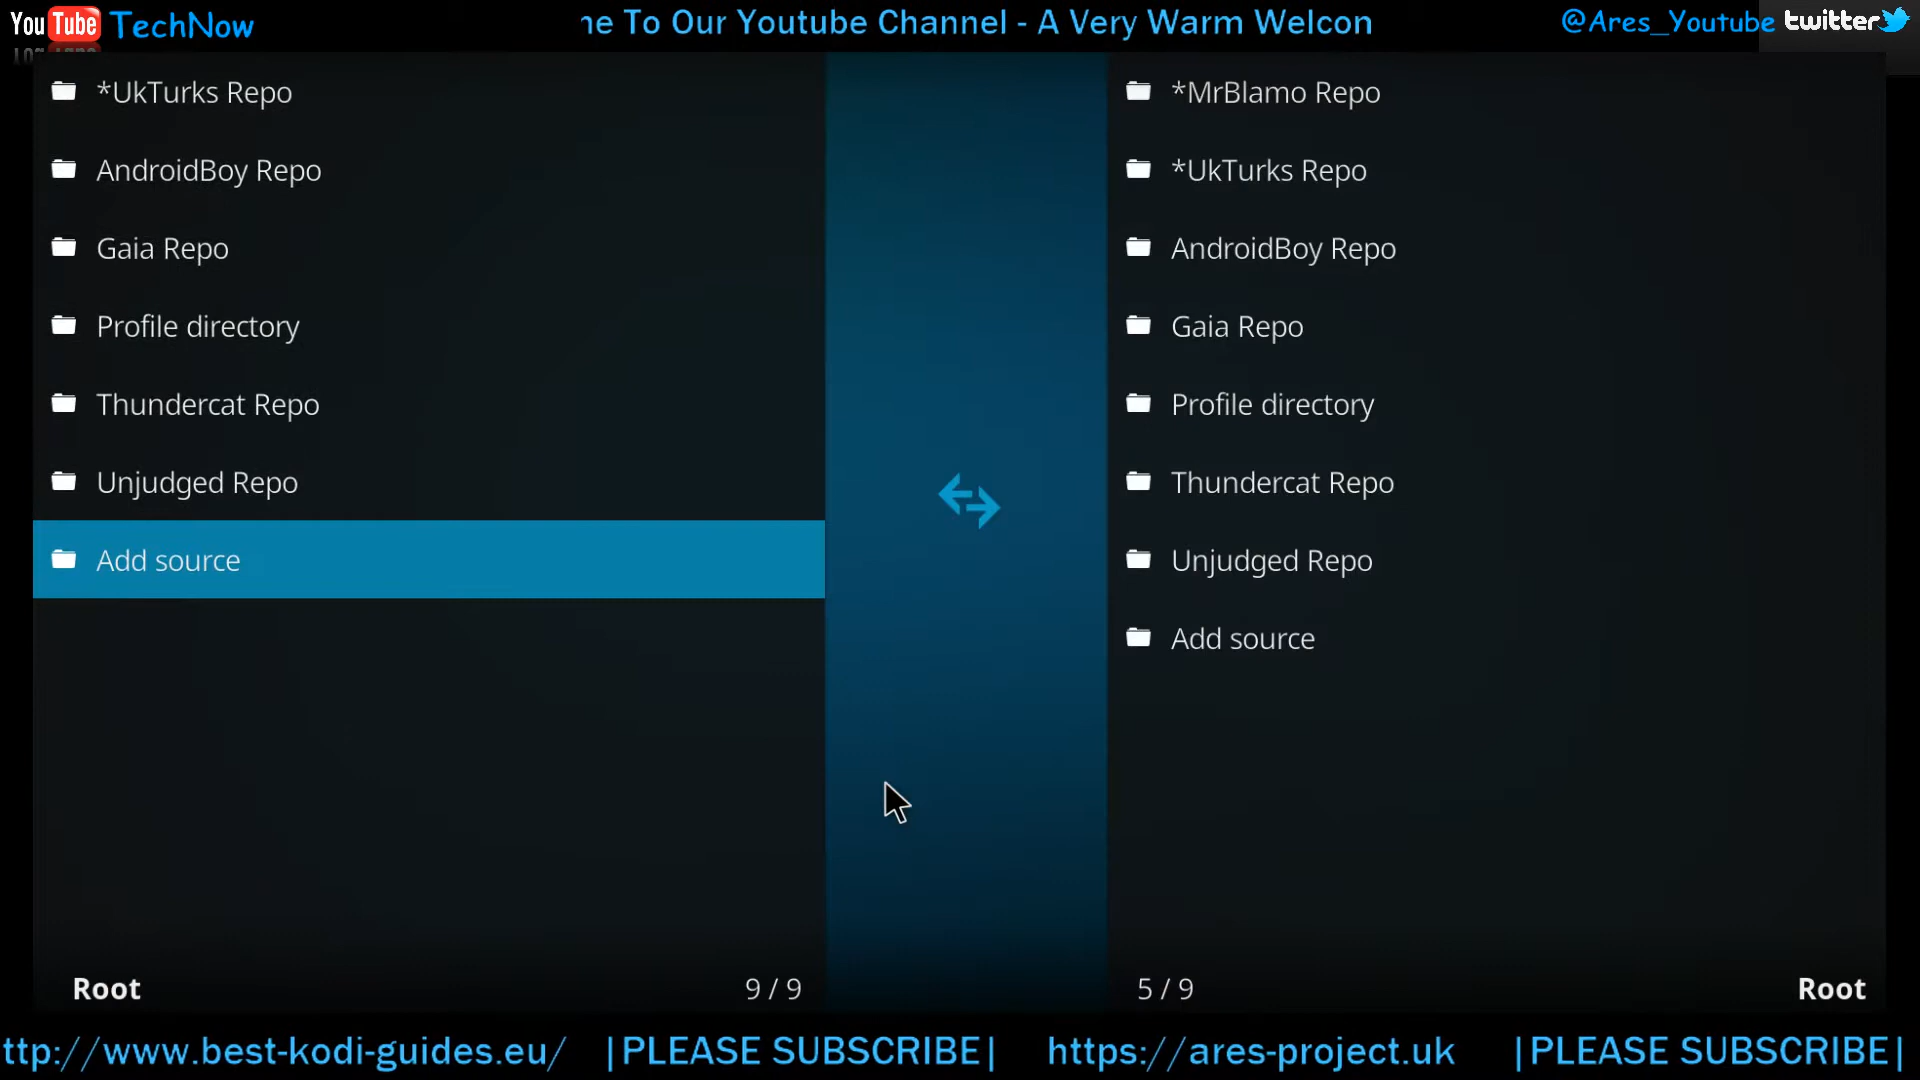 YouTube TechNow
ne To Our Youtube Channel - A Very Warm Welcon
@Ares_Youtube twitter
*UkTurks Repo
AndroidBoy Repo
Gaia Repo
Profile directory
Thundercat Repo
Unjudged Repo
Add source
Root
9 / 9
*MrBlamo Repo
*UkTurks Repo
AndroidBoy Repo
Gaia Repo
Profile directory
Thundercat Repo
Unjudged Repo
Add source
5 / 9
Root
ttp://www.best-kodi-guides.eu/ |PLEASE SUBSCRIBE| https://ares-project.uk |PLEASE SUBSCRIBE|